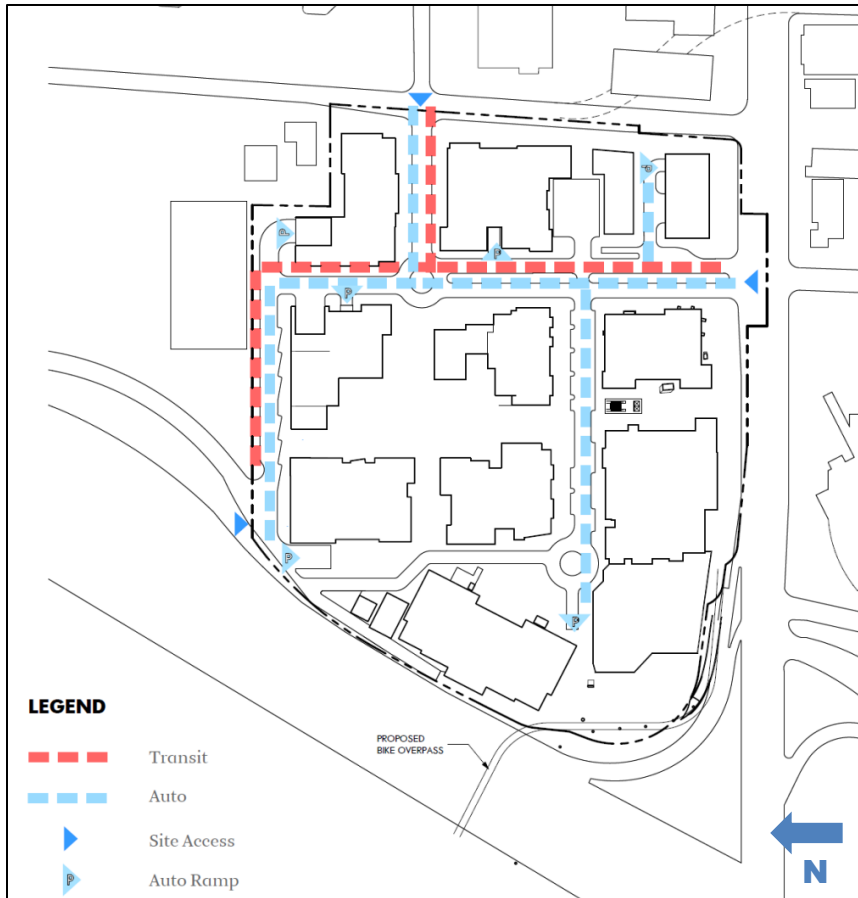 P
P
P
P
P
P
LEGEND
PROPOSED
BIKE OVERPASS
Transit
Auto
Site Access
P
Auto Ramp
N